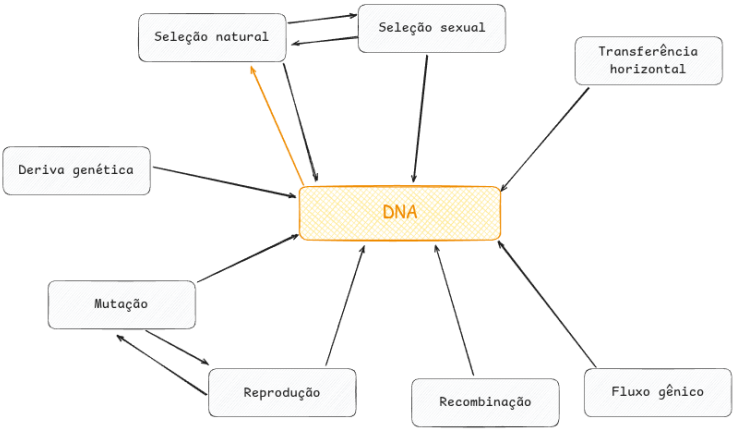 Seleção natural
Seleção sexual
Transferência
horizontal
Deriva genética
DNA
Mutação
Reprodução
Recombinação
Fluxo gênico